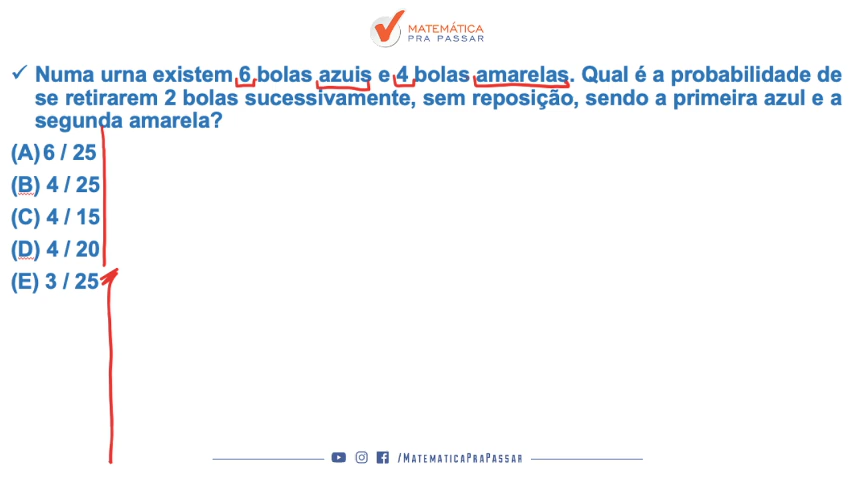 MATEMÁTICA
PRA PASSAR
✓ Numa urna existem 6 bolas azuis e 4 bolas amarelas. Qual é a probabilidade de
se retirarem 2 bolas sucessivamente, sem reposição, sendo a primeira azul e a
segunda amarela?
(A) 6 / 25
(B) 4 / 25
(C) 4 / 15
(D) 4 / 20
(E) 3 / 25
/MATEMATICAPRAPASSAR